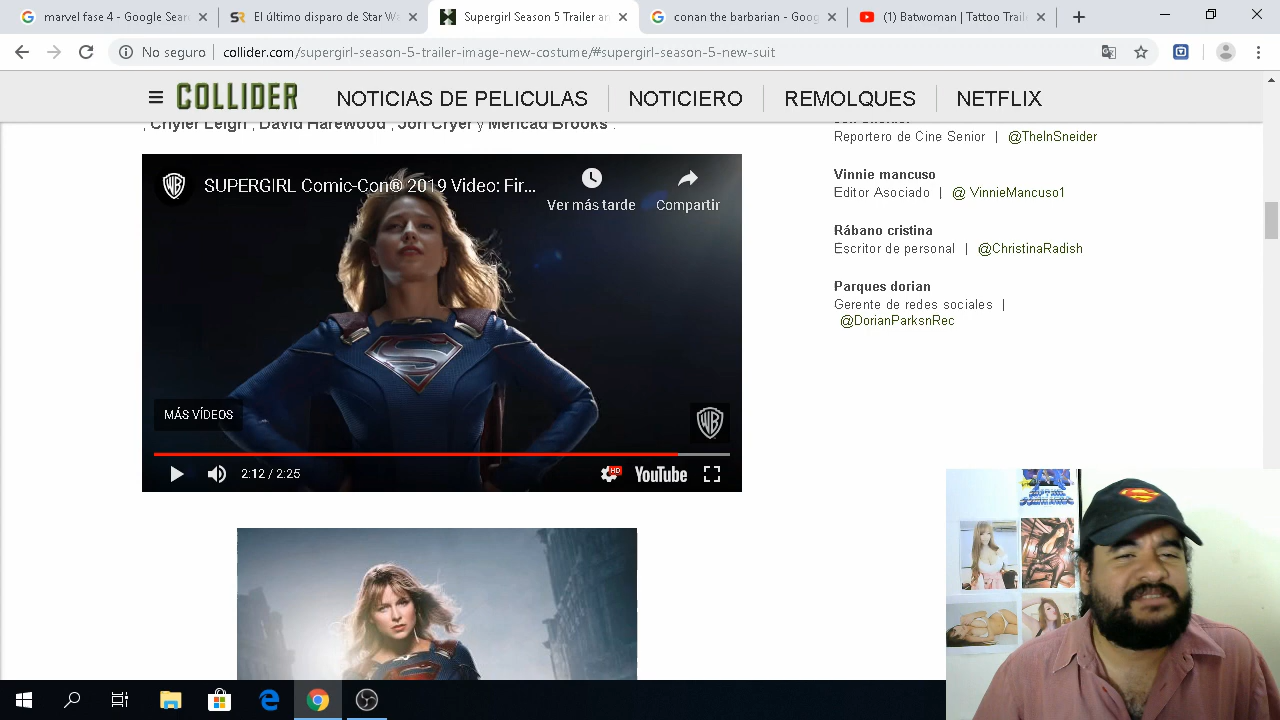 marvel fase 4 - Google Sear
El último disparo de Star W
Supergirl Season 5 Trailer an
conan the barbarian - Goog
(1) Batwoman | Tattoo Traile
No seguro
collider.com/supergirl-season-5-trailer-image-new-costume/#supergirl-season-5-new-suit
COLLIDER
NOTICIAS DE PELICULAS
NOTICIERO
REMOLQUES
NETFLIX
, Chyler Leigh , David Harewood , Jon Cryer y Mehcad Brooks .
SUPERGIRL Comic-Con® 2019 Video: Fir...
Ver más tarde
Compartir
MÁS VÍDEOS
2:12 / 2:25
HD
YouTube
Reportero de Cine Senior | @TheInSneider
Vinnie mancuso
Editor Asociado | @ VinnieMancuso1
Rábano cristina
Escritor de personal | @ChristinaRadish
Parques dorian
Gerente de redes sociales |
@DorianParksnRec